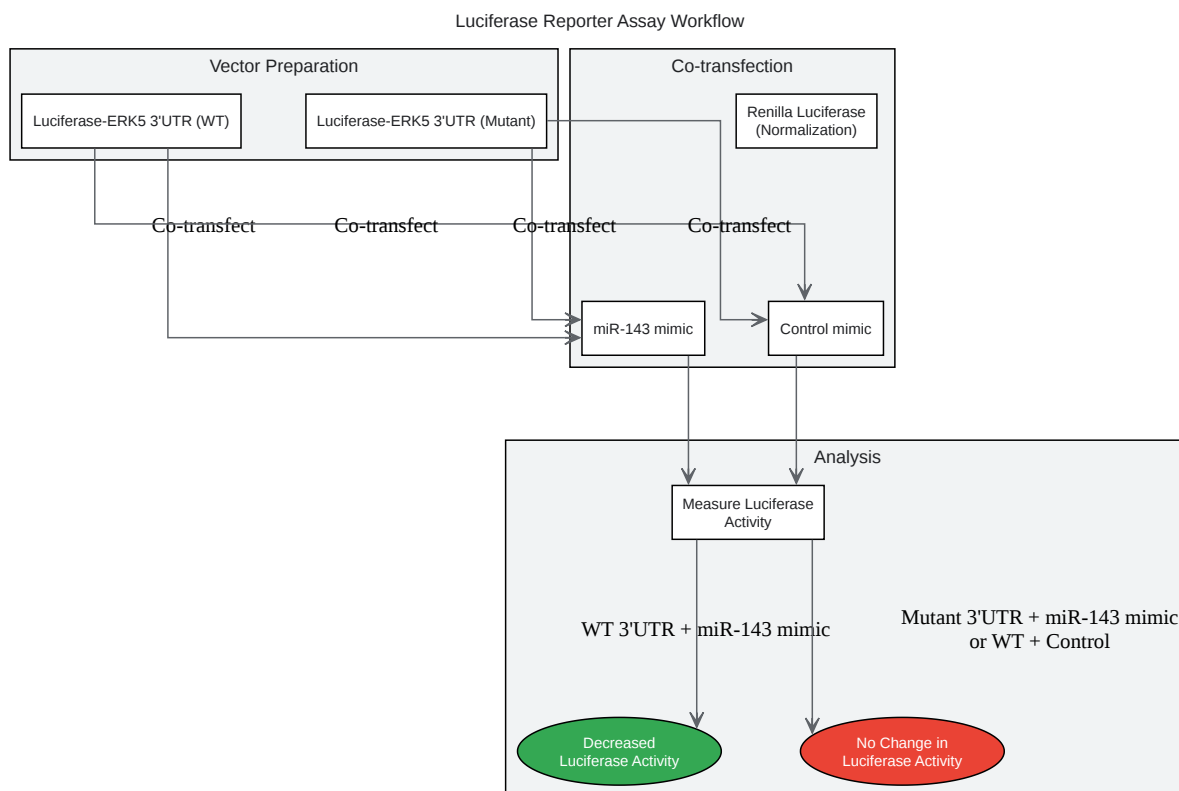 Luciferase Reporter Assay Workflow
Vector Preparation
Co-transfection
Luciferase-ERK5 3'UTR (WT)
Luciferase-ERK5 3'UTR (Mutant)
Renilla Luciferase
(Normalization)
Co-transfect
Co-transfect
Co-transfect
Co-transfect
miR-143 mimic
Control mimic
Analysis
Measure Luciferase
Activity
WT 3'UTR + miR-143 mimic
Mutant 3'UTR + miR-143 mimic
or WT + Control
Decreased
Luciferase Activity
No Change in
Luciferase Activity